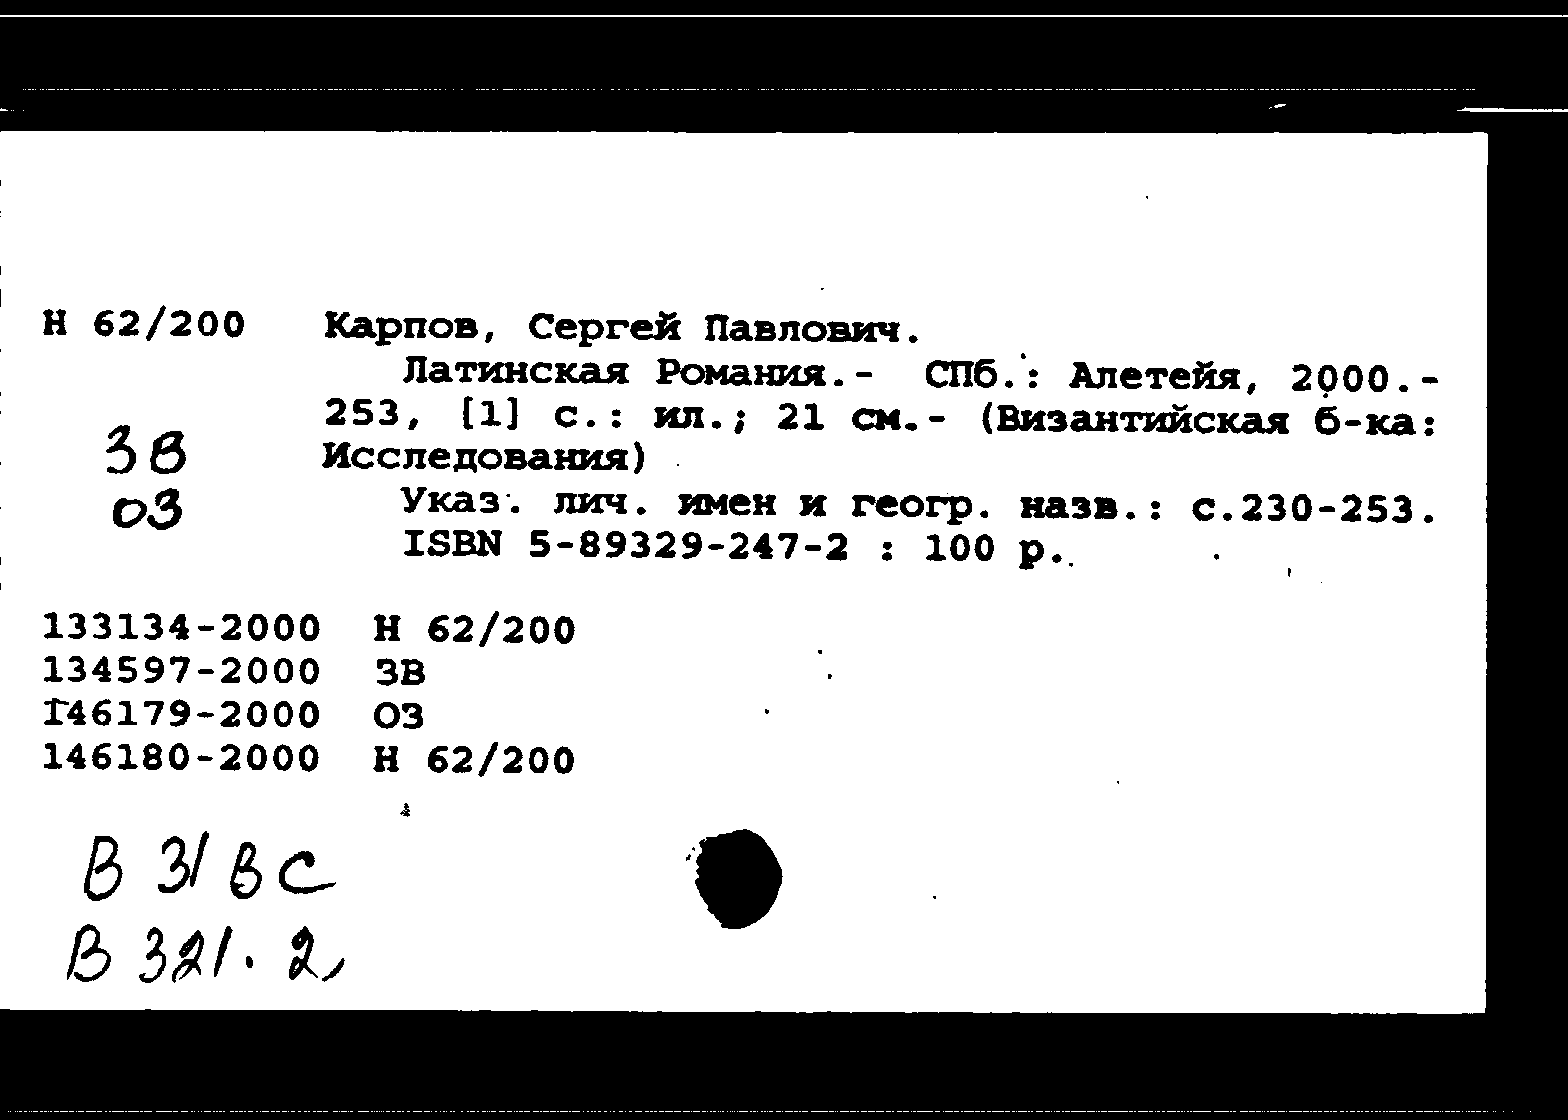 Н 62/200 Карпов, Сергей Павлович.
Латинская Романия.- СПб.: Алетейя, 2000.-
253, [1] с.: ил.; 21 см.- (Византийская б-ка:
ЗВ
Исследования)
ОЗ
Указ. лич. имен и геогр. назв.: с.230-253.
ISBN 5-89329-247-2 : 100 р.
133134-2000 Н 62/200
134597-2000 ЗВ
146179-2000 ОЗ
146180-2000 Н 62/200
В 31 ВС
В 321.2,